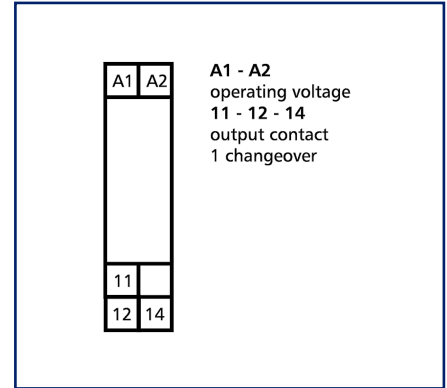 A1 A2
A1 - A2
operating voltage
11 - 12 - 14
output contact
1 changeover
11
12 14